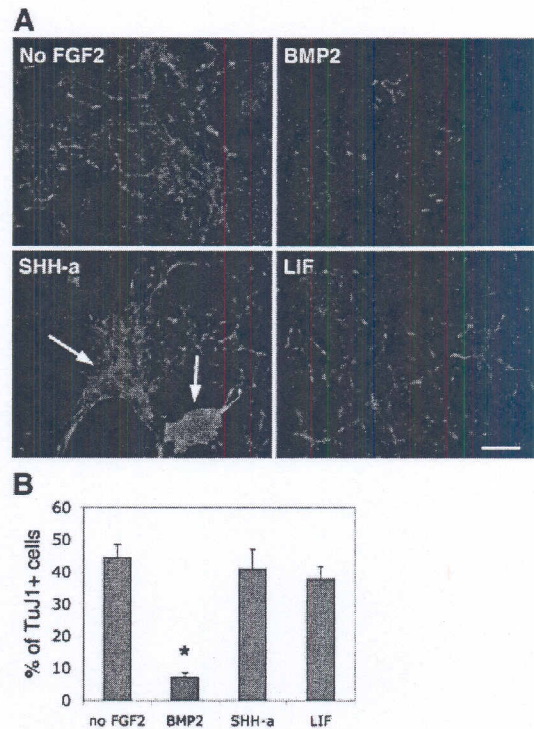 A
No FGF2
BMP2
SHH-a
LIF
B
60
50
40
30
20
10
0
% of TuJ1+ cells
*
no FGF2
BMP2
SHH-a
LIF